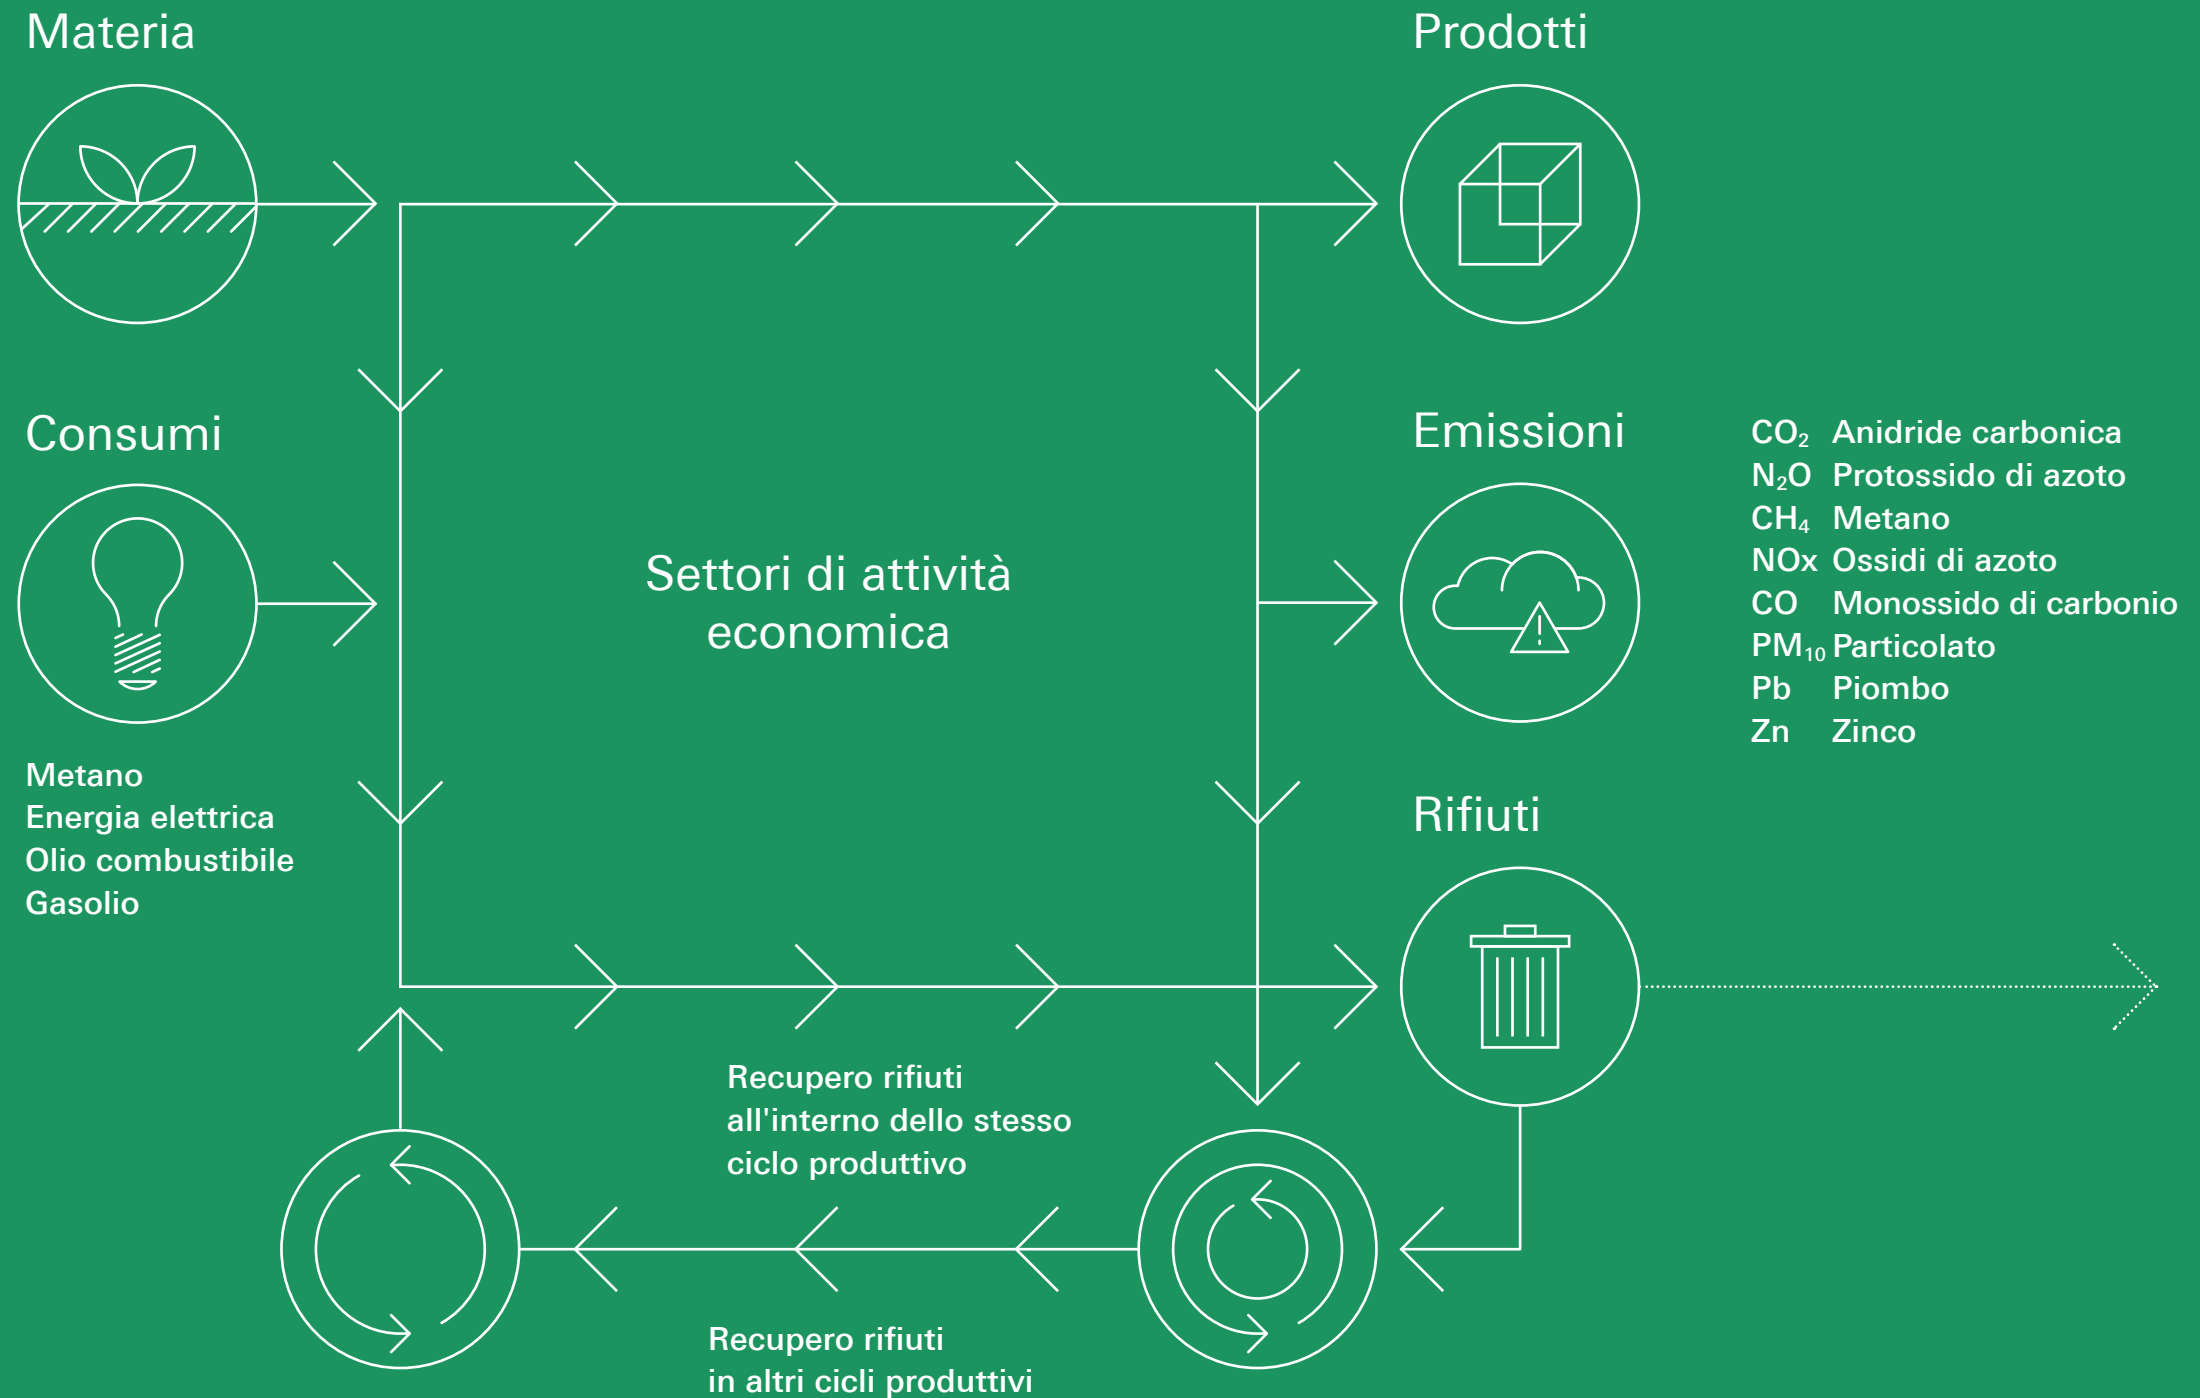 Materia
Prodotti
Consumi
Emissioni
CO₂ Anidride carbonica
N₂O Protossido di azoto
CH₄ Metano
NOx Ossidi di azoto
CO Monossido di carbonio
PM₁₀ Particolato
Pb Piombo
Zn Zinco
Settori di attività
economica
Metano
Energia elettrica
Olio combustibile
Gasolio
Rifiuti
Recupero rifiuti
all'interno dello stesso
ciclo produttivo
Recupero rifiuti
in altri cicli produttivi